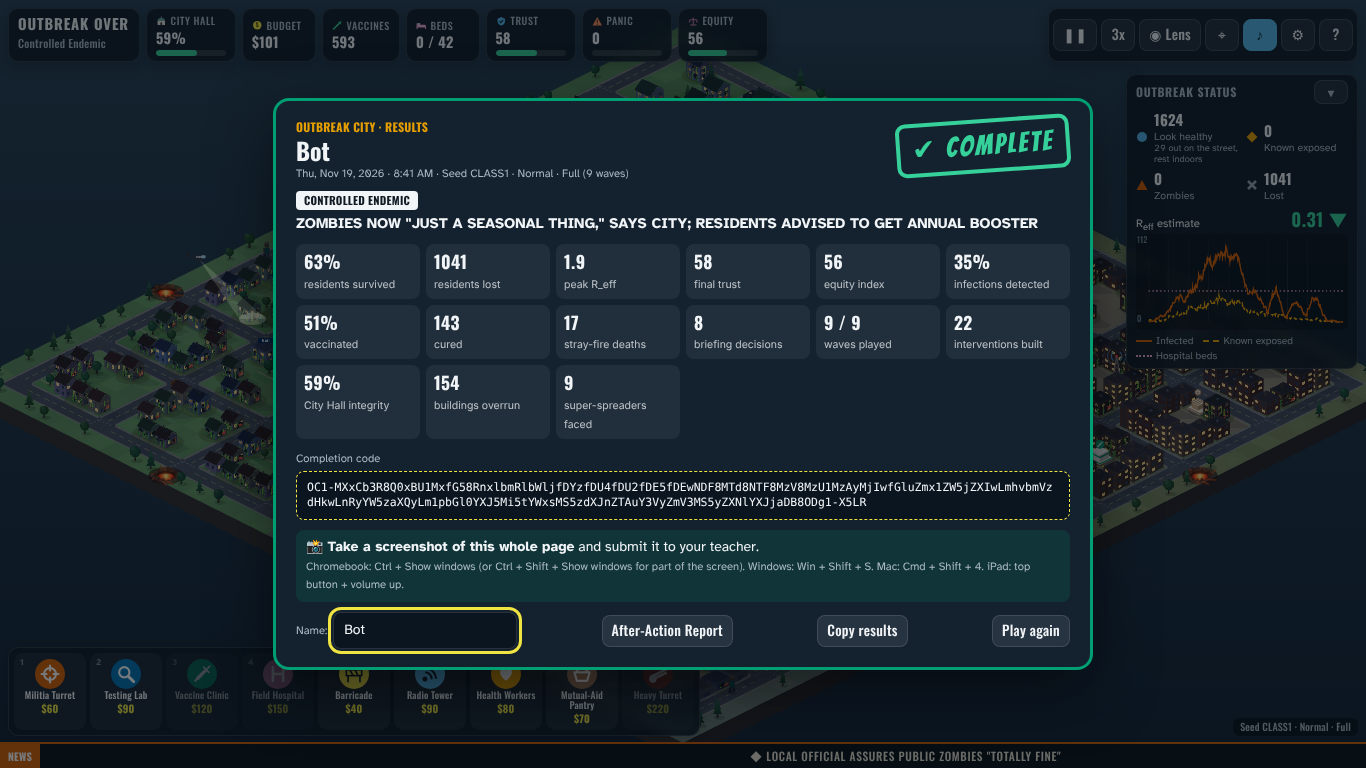 OUTBREAK OVER
Controlled Endemic
CITY HALL
59%
BUDGET
$101
VACCINES
593
BEDS
0 / 42
TRUST
58
PANIC
0
EQUITY
56
❚❚
3x
◉ Lens
⌖
♪
⚙
?
OUTBREAK STATUS
▼
1624
Look healthy
29 out on the street,
rest indoors
0
Known exposed
0
Zombies
1041
Lost
Reff estimate
0.31 ▼
112
0
Infected
Known exposed
Hospital beds
OUTBREAK CITY · RESULTS
Bot
Thu, Nov 19, 2026 · 8:41 AM · Seed CLASS1 · Normal · Full (9 waves)
✔ COMPLETE
CONTROLLED ENDEMIC
ZOMBIES NOW "JUST A SEASONAL THING," SAYS CITY; RESIDENTS ADVISED TO GET ANNUAL BOOSTER
63%
residents survived
1041
residents lost
1.9
peak R_eff
58
final trust
56
equity index
35%
infections detected
51%
vaccinated
143
cured
17
stray-fire deaths
8
briefing decisions
9 / 9
waves played
22
interventions built
59%
City Hall integrity
154
buildings overrun
9
super-spreaders
faced
Completion code
OC1-MXxCb3R8Q0xBU1MxfG58RnxlbmRlbWljfDYzfDU4fDU2fDE5fDEwNDF8MTd8NTF8MzV8MzU1MzAyMjIwfGluZmx1ZW5jZXIwLmhvbmVz
dHkwLnRyYW5zaXQyLm1pbGl0YXJ5Mi5tYWxsMS5zdXJnZTAuY3VyZmV3MS5yZXNlYXJjaDB8ODg1-X5LR
📸 Take a screenshot of this whole page and submit it to your teacher.
Chromebook: Ctrl + Show windows (or Ctrl + Shift + Show windows for part of the screen). Windows: Win + Shift + S. Mac: Cmd + Shift + 4. iPad: top
button + volume up.
Name:
Bot
After-Action Report
Copy results
Play again
1
Militia Turret
$60
2
Testing Lab
$90
3
Vaccine Clinic
$120
4
Field Hospital
$150
Barricade
$40
Radio Tower
$90
Health Workers
$80
Mutual-Aid
Pantry
$70
Heavy Turret
$220
Seed CLASS1 · Normal · Full
NEWS
◆ LOCAL OFFICIAL ASSURES PUBLIC ZOMBIES "TOTALLY FINE"